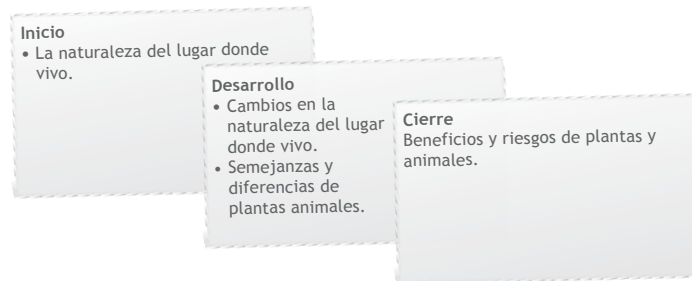 Inicio
• La naturaleza del lugar donde
vivo.
Desarrollo
• Cambios en la
naturaleza del lugar
donde vivo.
• Semejanzas y
diferencias de
plantas animales.
Cierre
Beneficios y riesgos de plantas y
animales.